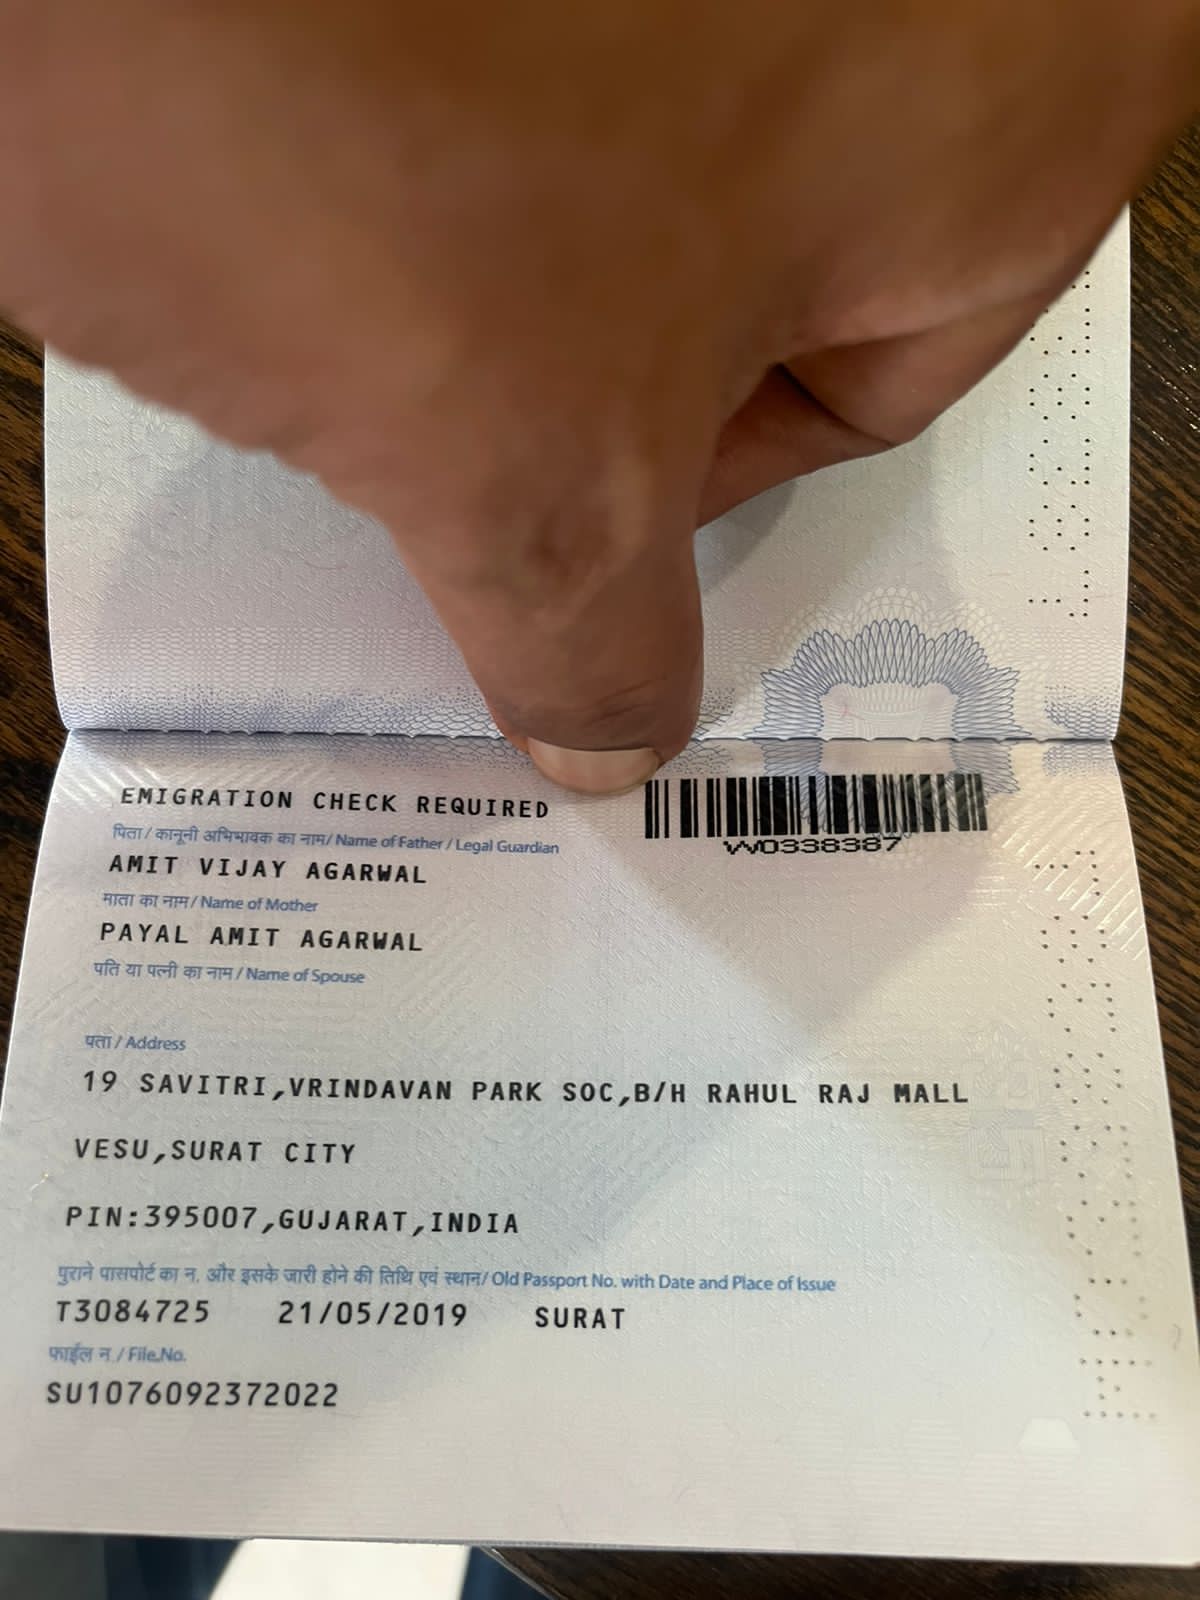 EMIGRATION CHECK REQUIRED
पिता / कानूनी अभिभावक का नाम / Name of Father / Legal Guardian
AMIT VIJAY AGARWAL
माता का नाम / Name of Mother
PAYAL AMIT AGARWAL
पति या पत्नी का नाम / Name of Spouse
पता / Address
19 SAVITRI,VRINDAVAN PARK SOC,B/H RAHUL RAJ MALL
VESU,SURAT CITY
PIN:395007,GUJARAT,INDIA
पुराने पासपोर्ट का न. और इसके जारी होने की तिथि एवं स्थान / Old Passport No. with Date and Place of Issue
T3084725 21/05/2019 SURAT
फाईल न. / File.No.
SU1076092372022